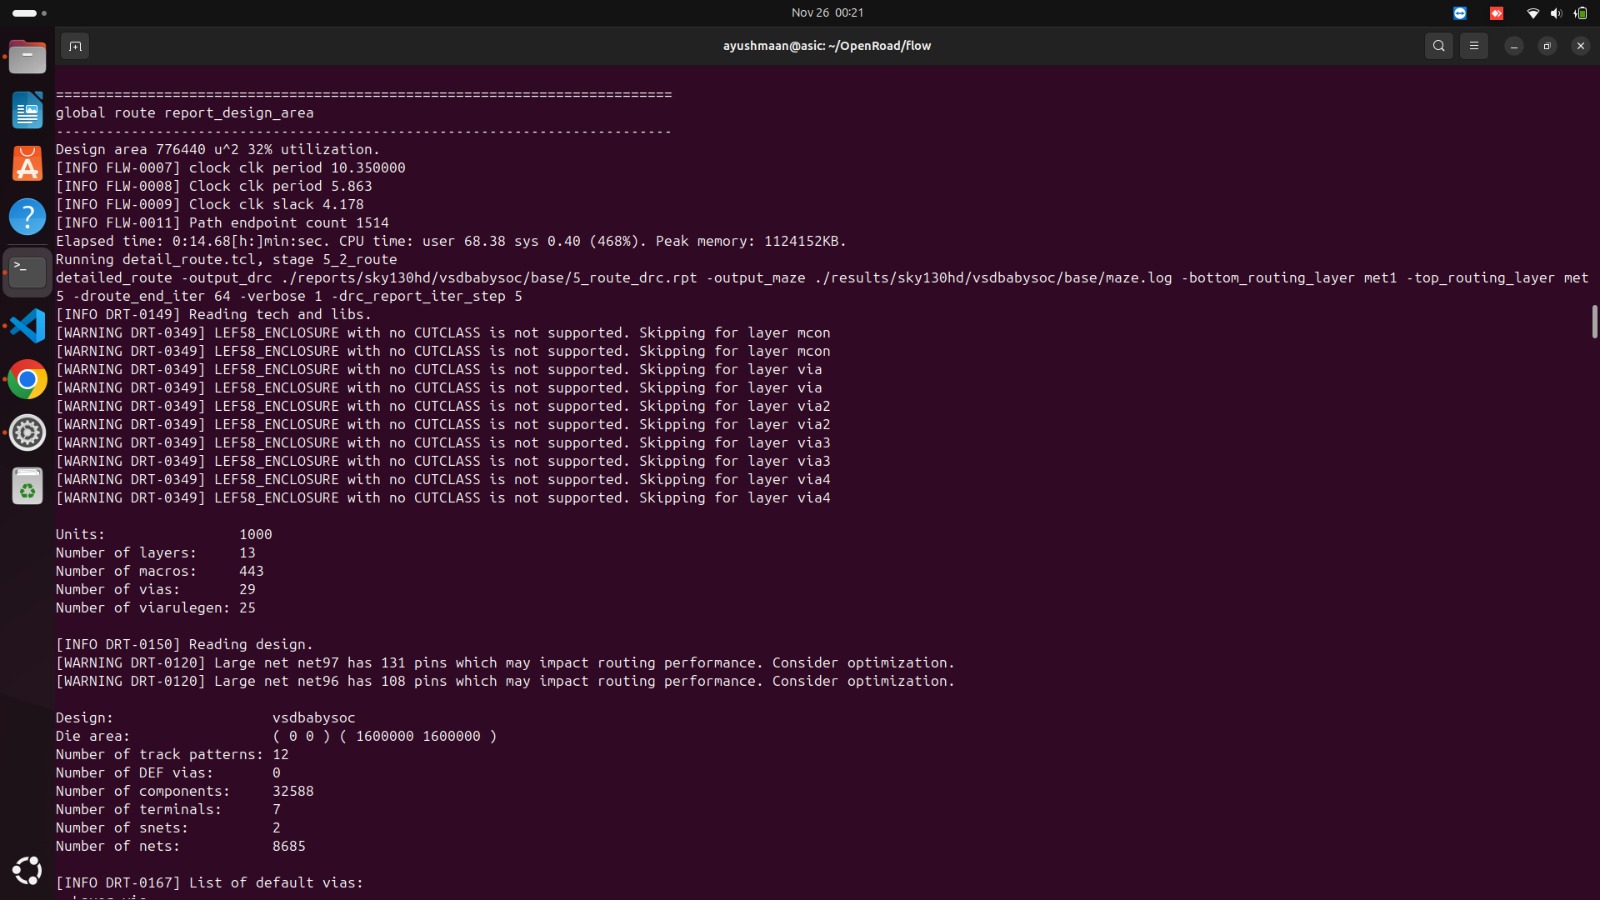 Nov 26 00:21
ayushmaan@asic: ~/OpenRoad/flow
==========================================================================
global route report_design_area
--------------------------------------------------------------------------
Design area 776440 u^2 32% utilization.
[INFO FLW-0007] clock clk period 10.350000
[INFO FLW-0008] Clock clk period 5.863
[INFO FLW-0009] Clock clk slack 4.178
[INFO FLW-0011] Path endpoint count 1514
Elapsed time: 0:14.68[h:]min:sec. CPU time: user 68.38 sys 0.40 (468%). Peak memory: 1124152KB.
Running detail_route.tcl, stage 5_2_route
detailed_route -output_drc ./reports/sky130hd/vsdbabysoc/base/5_route_drc.rpt -output_maze ./results/sky130hd/vsdbabysoc/base/maze.log -bottom_routing_layer met1 -top_routing_layer met
5 -droute_end_iter 64 -verbose 1 -drc_report_iter_step 5
[INFO DRT-0149] Reading tech and libs.
[WARNING DRT-0349] LEF58_ENCLOSURE with no CUTCLASS is not supported. Skipping for layer mcon
[WARNING DRT-0349] LEF58_ENCLOSURE with no CUTCLASS is not supported. Skipping for layer mcon
[WARNING DRT-0349] LEF58_ENCLOSURE with no CUTCLASS is not supported. Skipping for layer via
[WARNING DRT-0349] LEF58_ENCLOSURE with no CUTCLASS is not supported. Skipping for layer via
[WARNING DRT-0349] LEF58_ENCLOSURE with no CUTCLASS is not supported. Skipping for layer via2
[WARNING DRT-0349] LEF58_ENCLOSURE with no CUTCLASS is not supported. Skipping for layer via2
[WARNING DRT-0349] LEF58_ENCLOSURE with no CUTCLASS is not supported. Skipping for layer via3
[WARNING DRT-0349] LEF58_ENCLOSURE with no CUTCLASS is not supported. Skipping for layer via3
[WARNING DRT-0349] LEF58_ENCLOSURE with no CUTCLASS is not supported. Skipping for layer via4
[WARNING DRT-0349] LEF58_ENCLOSURE with no CUTCLASS is not supported. Skipping for layer via4
Units: 1000
Number of layers: 13
Number of macros: 443
Number of vias: 29
Number of viarulegen: 25
[INFO DRT-0150] Reading design.
[WARNING DRT-0120] Large net net97 has 131 pins which may impact routing performance. Consider optimization.
[WARNING DRT-0120] Large net net96 has 108 pins which may impact routing performance. Consider optimization.
Design: vsdbabysoc
Die area: ( 0 0 ) ( 1600000 1600000 )
Number of track patterns: 12
Number of DEF vias: 0
Number of components: 32588
Number of terminals: 7
Number of snets: 2
Number of nets: 8685
[INFO DRT-0167] List of default vias: